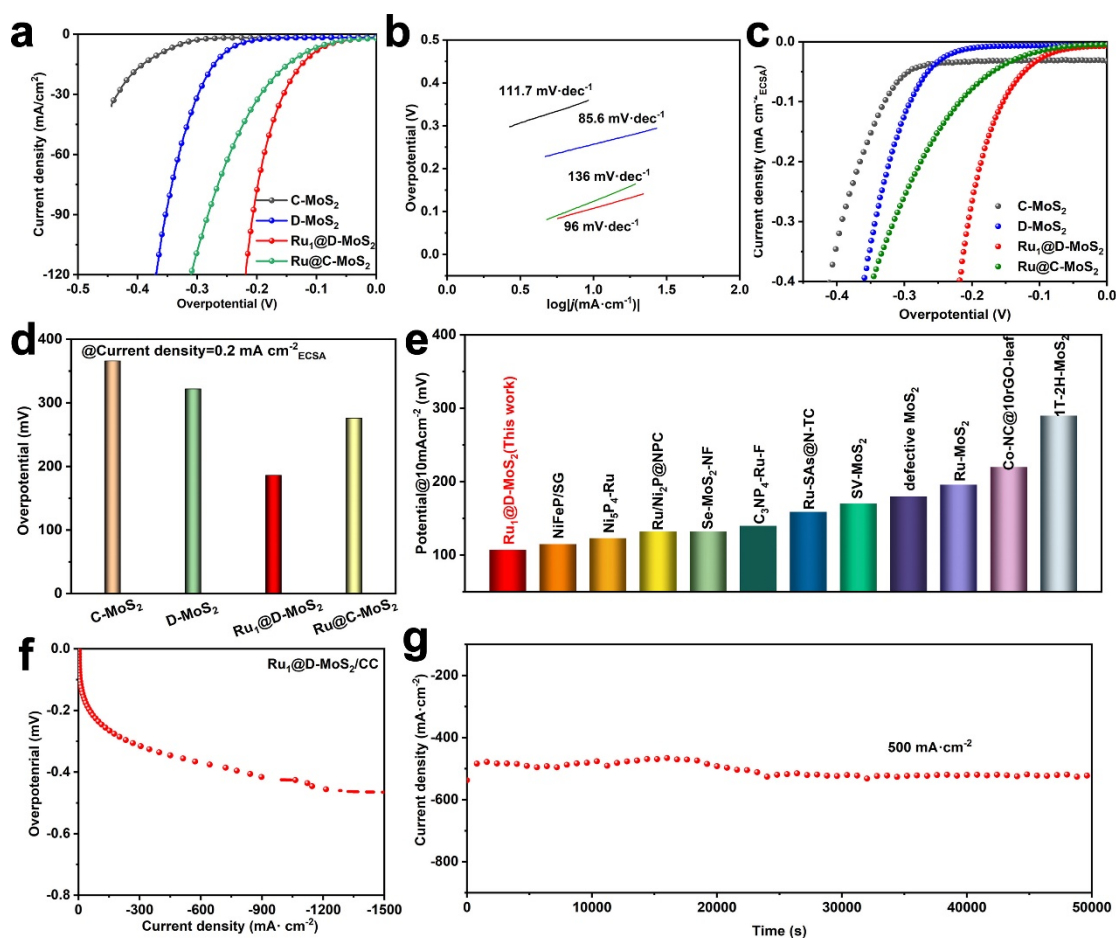 a
Current density (mA/cm²)
0
-30
-60
-90
-120
-0.5 -0.4 -0.3 -0.2 -0.1 0.0
Overpotential (V)
C-MoS₂
D-MoS₂
Ru₁@D-MoS₂
Ru@C-MoS₂
b
Overpotential (V)
0.5
0.4
0.3
0.2
0.1
0.0
111.7 mV·dec⁻¹
85.6 mV·dec⁻¹
136 mV·dec⁻¹
96 mV·dec⁻¹
0.0 0.5 1.0 1.5 2.0
log|j(mA·cm⁻¹)|
c
Current density (mA cm⁻²ECSA)
0.0
-0.1
-0.2
-0.3
-0.4
C-MoS₂
D-MoS₂
Ru₁@D-MoS₂
Ru@C-MoS₂
-0.4 -0.3 -0.2 -0.1 0.0
Overpotential (V)
d
@Current density=0.2 mA cm⁻²ECSA
Overpotential (mV)
400
300
200
100
0
C-MoS₂
D-MoS₂
Ru₁@D-MoS₂
Ru@C-MoS₂
e
Potential@10mAcm⁻² (mV)
400
300
200
100
Ru₁@D-MoS₂(This work)
NiFeP/SG
Ni₅P₄-Ru
Ru/Ni₂P@NPC
Se-MoS₂-NF
C₃NP₄-Ru-F
Ru-SAs@N-TC
SV-MoS₂
defective MoS₂
Ru-MoS₂
Co-NC@10rGO-leaf
1T-2H-MoS₂
f
Ru₁@D-MoS₂/CC
Overpotenrial (mV)
0.0
-0.2
-0.4
-0.6
-0.8
0 -300 -600 -900 -1200 -1500
Current density (mA· cm⁻²)
g
Current density (mA·cm⁻²)
-200
-400
-600
-800
500 mA·cm⁻²
0 10000 20000 30000 40000 50000
Time (s)